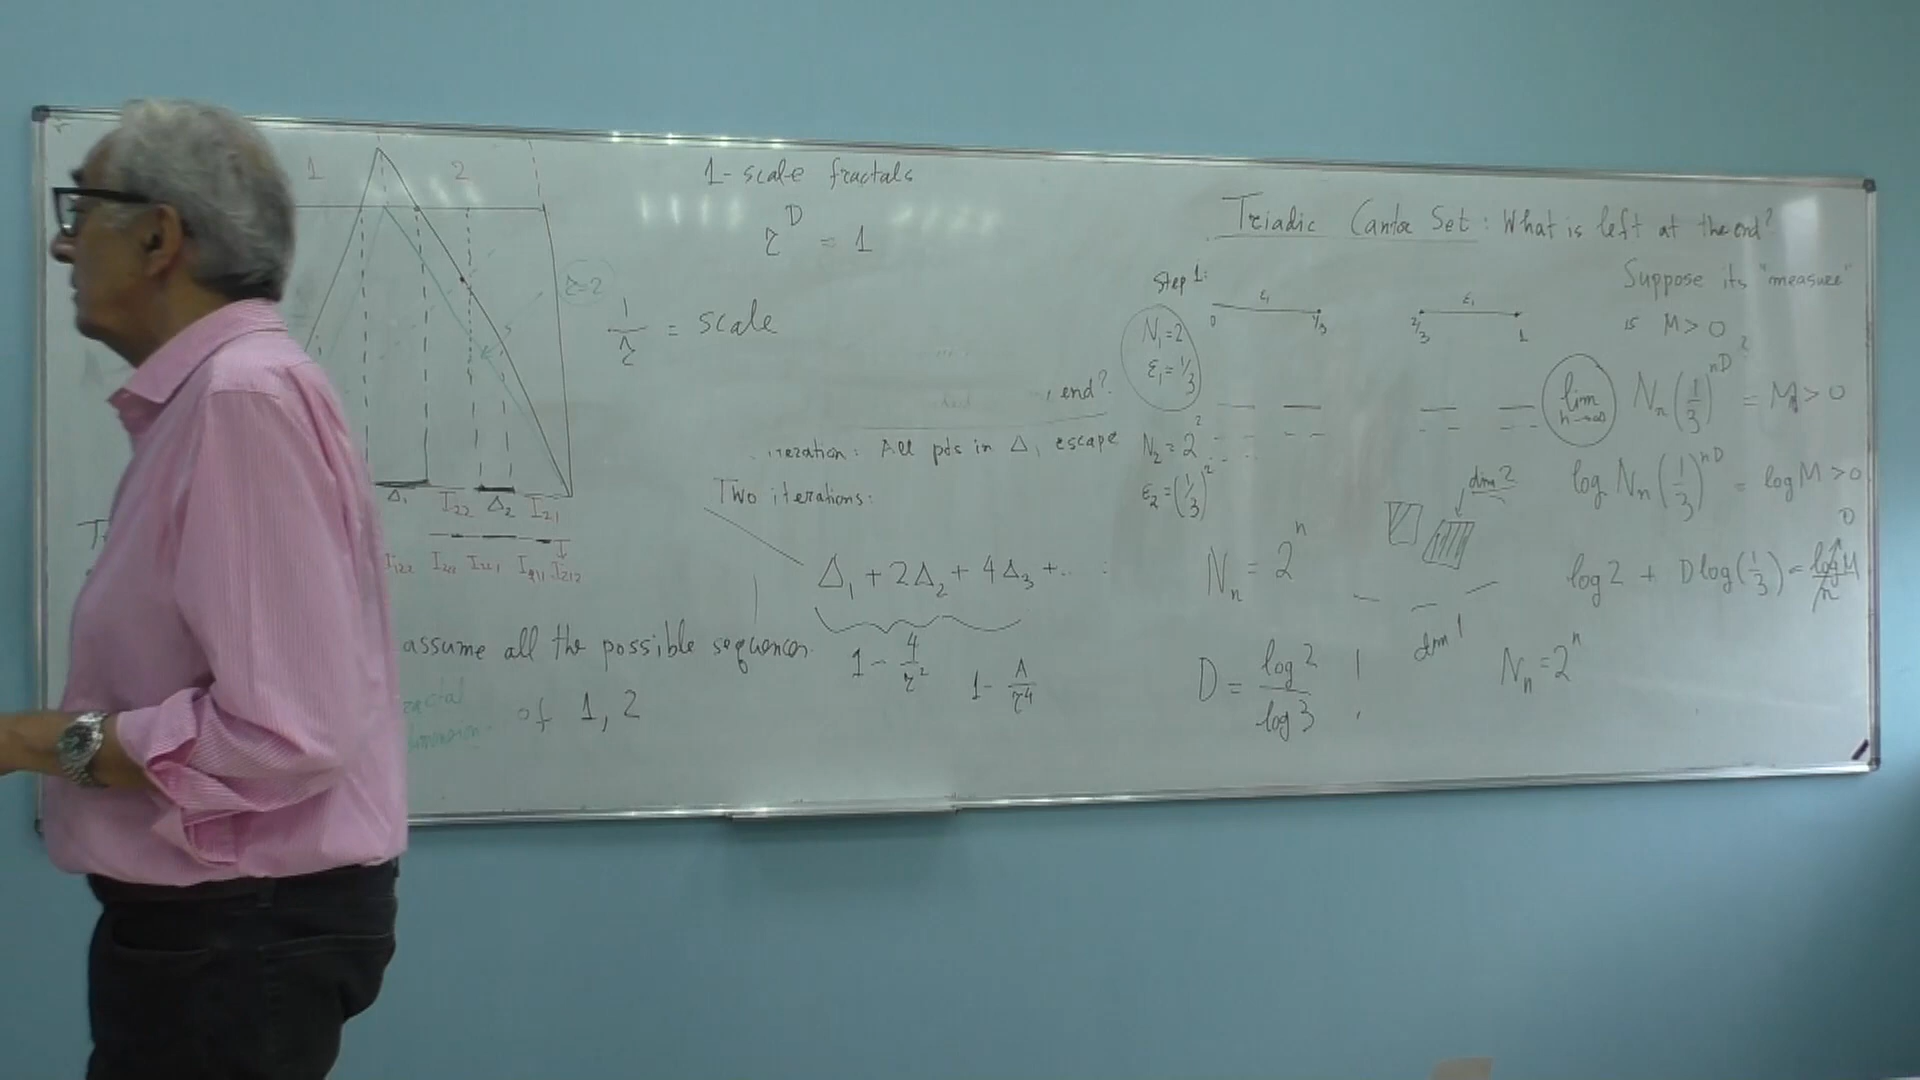 1 2
1-scale fractals
r^D = 1
r=2
1/r = scale
, end?
iteration: All pts in Δ₁ escape
Two iterations:
Δ₁ I₂₂ Δ₂ I₂₁
I₁₂₂
I₂₁₂
Δ₁ + 2Δ₂ + 4Δ₃ + ..
assume all the possible sequences
of 1, 2
1 - 4/r²
1 - Λ/r⁴
Triadic Cantor Set: What is left at the end?
Step 1:
ε₁ ε₁
0 1/3 2/3 1
N₁=2
ε₁=1/3
N₂ = 2²
ε₂ = (1/3)²
N_n = 2^n
D = log 2 / log 3 !
dim 2
dim 1
Suppose its "measure"
is M > 0
lim n→∞ N_n (1/3)^nD = M > 0
log N_n (1/3)^nD = log M > 0
0
log 2 + D log (1/3) = log M / n
N_n = 2^n